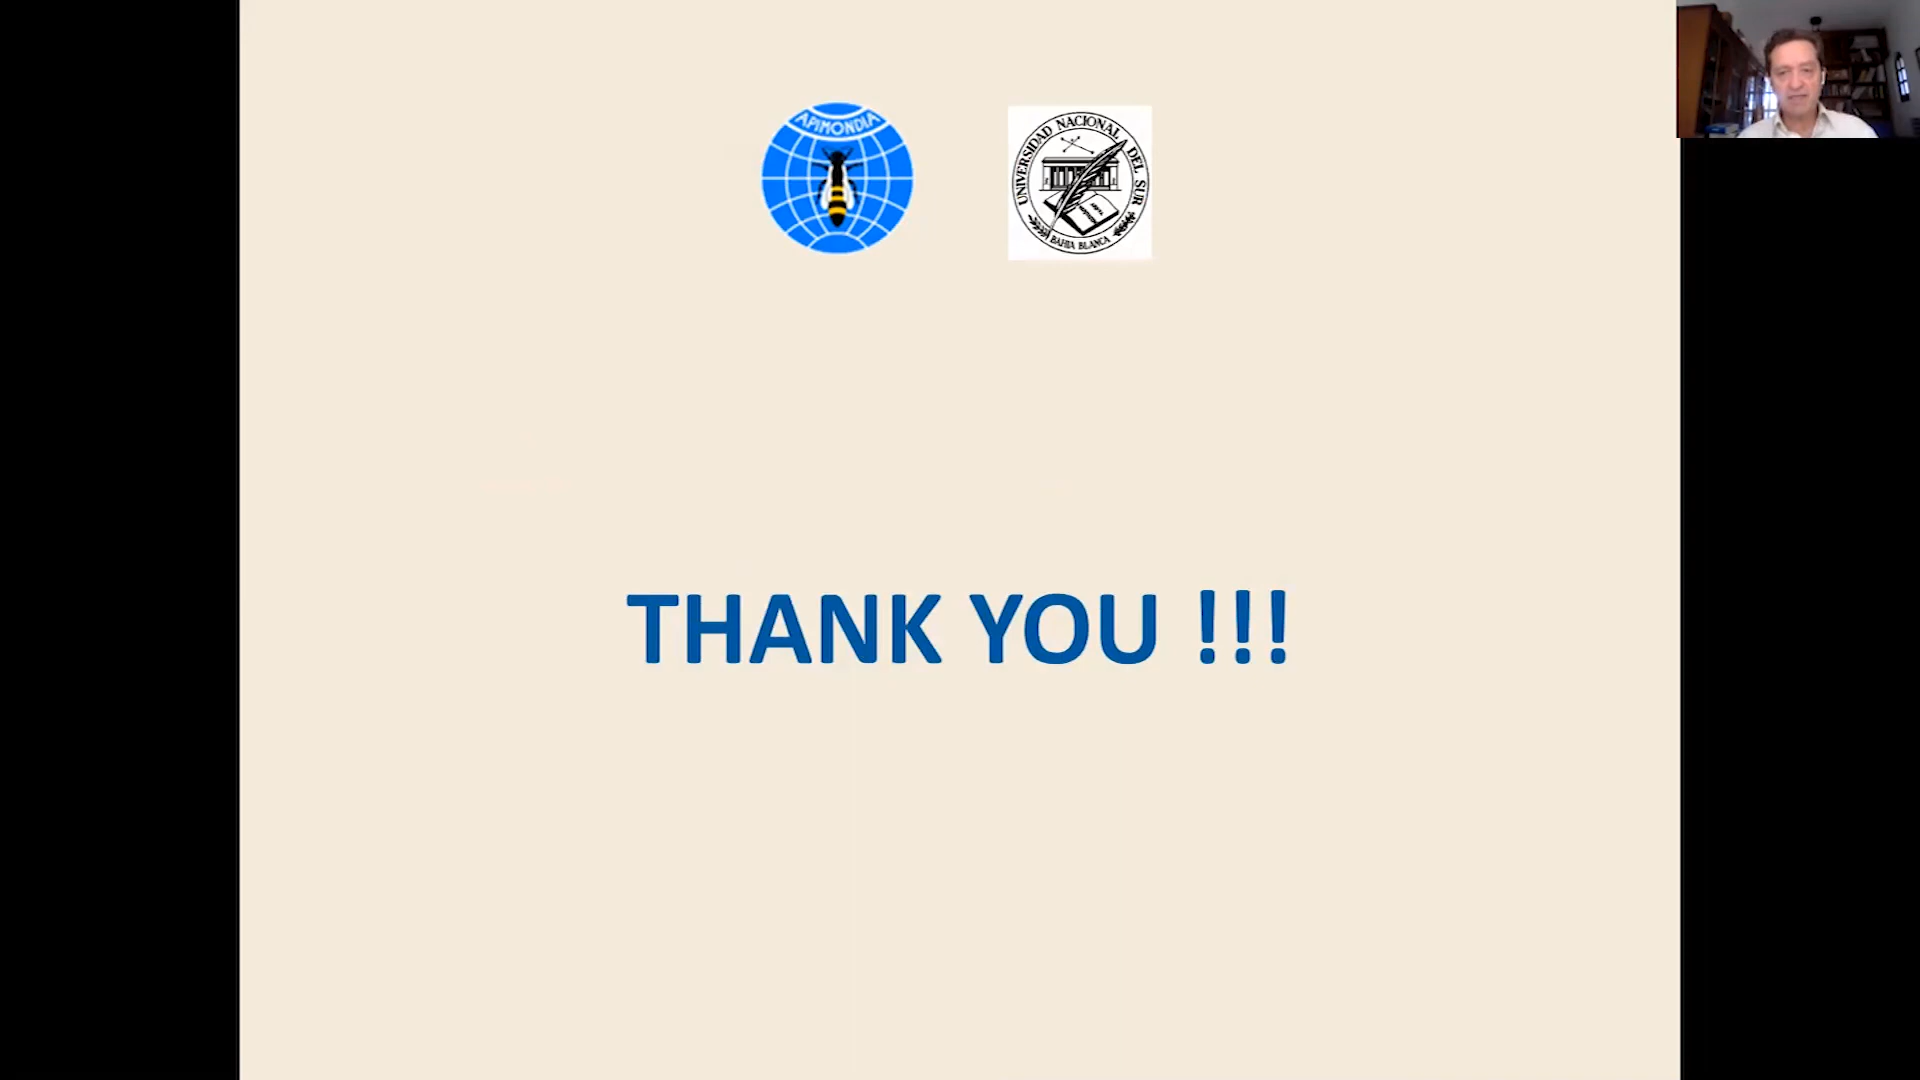 APIMONDIA
UNIVERSIDAD NACIONAL DEL SUR
BAHIA BLANCA
THANK YOU !!!